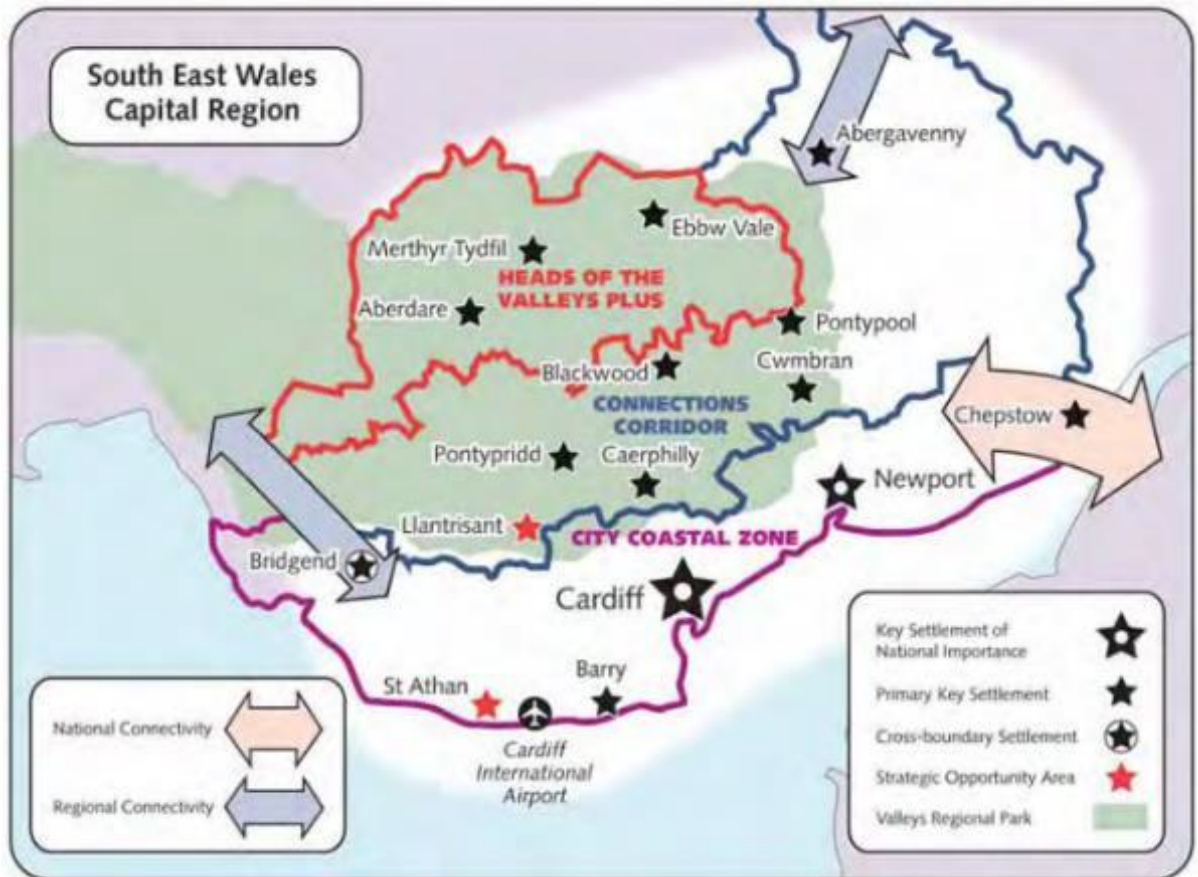 South East Wales
Capital Region
Abergavenny
Ebbw Vale
Merthyr Tydfil
HEADS OF THE
VALLEYS PLUS
Aberdare
Pontypool
Cwmbran
Blackwood
CONNECTIONS
CORRIDOR
Chepstow
Pontypridd
Caerphilly
Newport
Llantrisant
CITY COASTAL ZONE
Bridgend
Cardiff
Barry
St Athan
Cardiff
International
Airport
National Connectivity
Regional Connectivity
Key Settlement of
National Importance
Primary Key Settlement
Cross-boundary Settlement
Strategic Opportunity Area
Valleys Regional Park